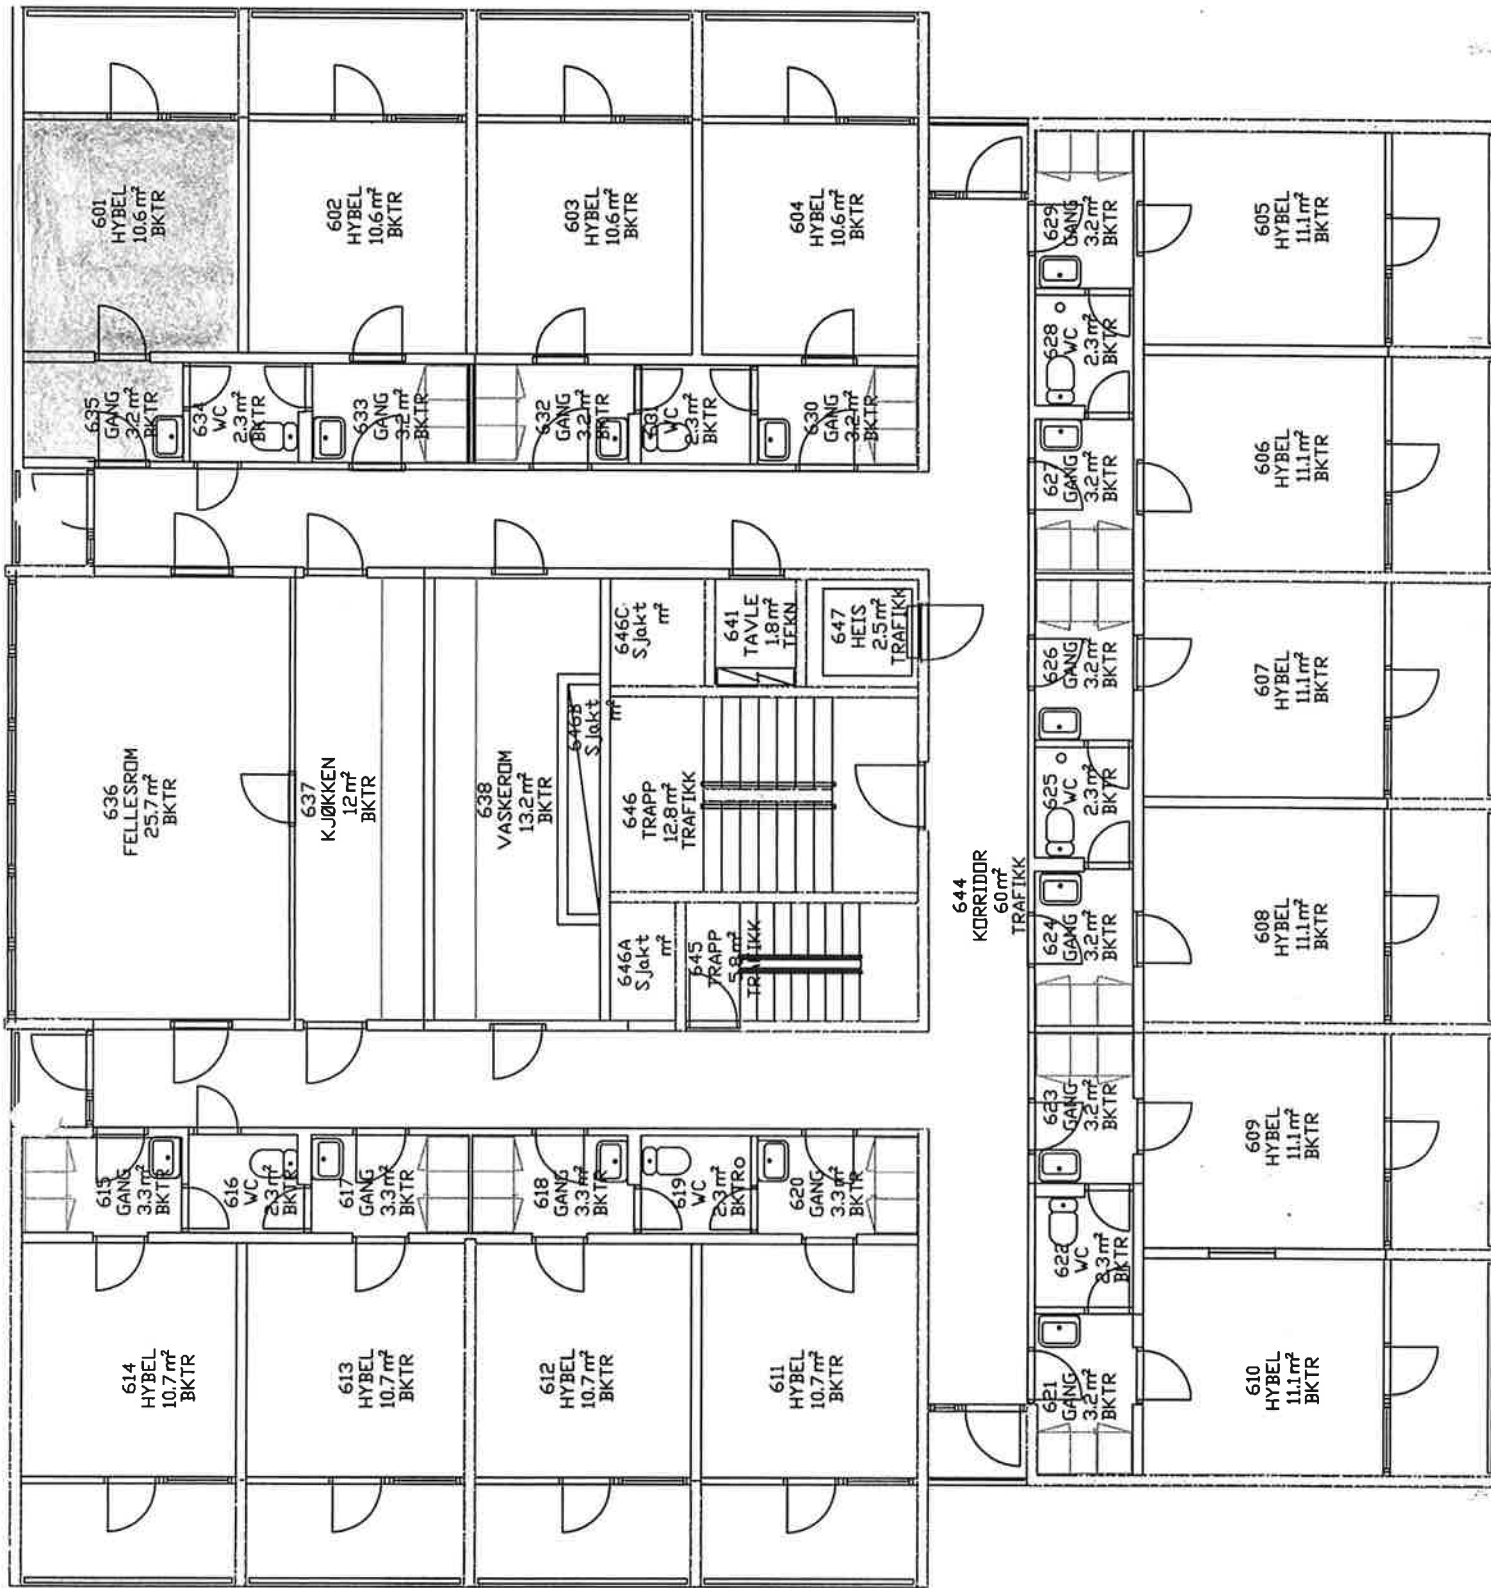 601
HYBEL
10.6 m²
BKTR
602
HYBEL
10.6 m²
BKTR
603
HYBEL
10.6 m²
BKTR
604
HYBEL
10.6 m²
BKTR
635
GANG
3.2 m²
BKTR
634
WC
2.3 m²
BKTR
633
GANG
3.2 m²
BKTR
632
GANG
3.2 m²
BKTR
631
WC
2.3 m²
BKTR
630
GANG
3.2 m²
BKTR
629
GANG
3.2 m²
BKTR
605
HYBEL
11.1 m²
BKTR
628
WC
2.3 m²
BKTR
627
GANG
3.2 m²
BKTR
606
HYBEL
11.1 m²
BKTR
626
GANG
3.2 m²
BKTR
607
HYBEL
11.1 m²
BKTR
625
WC
2.3 m²
BKTR
624
GANG
3.2 m²
BKTR
608
HYBEL
11.1 m²
BKTR
623
GANG
3.2 m²
BKTR
609
HYBEL
11.1 m²
BKTR
622
WC
2.3 m²
BKTR
621
GANG
3.2 m²
BKTR
610
HYBEL
11.1 m²
BKTR
636
FELLESROM
25.7 m²
BKTR
637
KJØKKEN
12 m²
BKTR
638
VASKEROM
13.2 m²
BKTR
646C
Sjakt
m²
641
TAVLE
1.8 m²
TEKN
647
HEIS
2.5 m²
TRAFIKK
646B
Sjakt
m²
646
TRAPP
12.8 m²
TRAFIKK
646A
Sjakt
m²
645
TRAPP
5.8 m²
TRAFIKK
644
KORRIDOR
60 m²
TRAFIKK
615
GANG
3.3 m²
BKTR
616
WC
2.3 m²
BKTR
617
GANG
3.3 m²
BKTR
618
GANG
3.3 m²
BKTR
619
WC
2.3 m²
BKTR
620
GANG
3.3 m²
BKTR
614
HYBEL
10.7 m²
BKTR
613
HYBEL
10.7 m²
BKTR
612
HYBEL
10.7 m²
BKTR
611
HYBEL
10.7 m²
BKTR